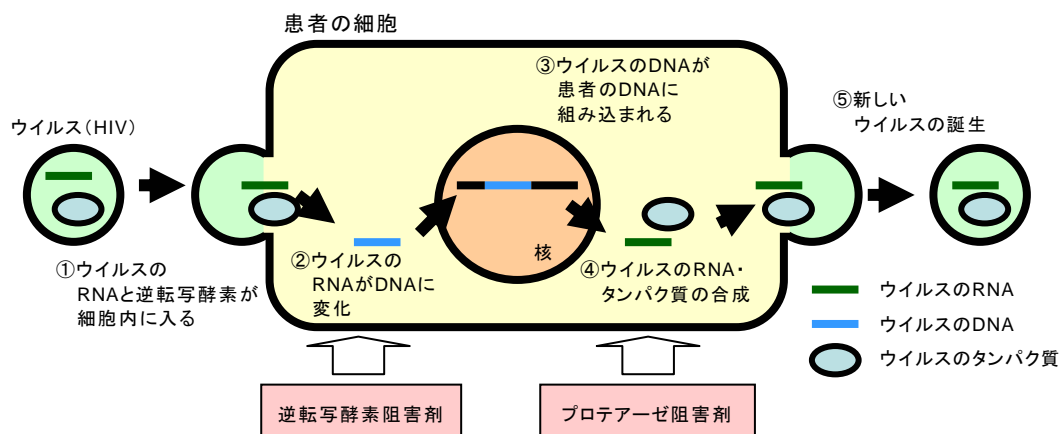 患者の細胞
ウイルス(HIV)
①ウイルスの
RNAと逆転写酵素が
細胞内に入る
②ウイルスの
RNAがDNAに
変化
③ウイルスのDNAが
患者のDNAに
組み込まれる
核
④ウイルスのRNA・
タンパク質の合成
⑤新しい
ウイルスの誕生
ウイルスのRNA
ウイルスのDNA
ウイルスのタンパク質
逆転写酵素阻害剤
プロテアーゼ阻害剤